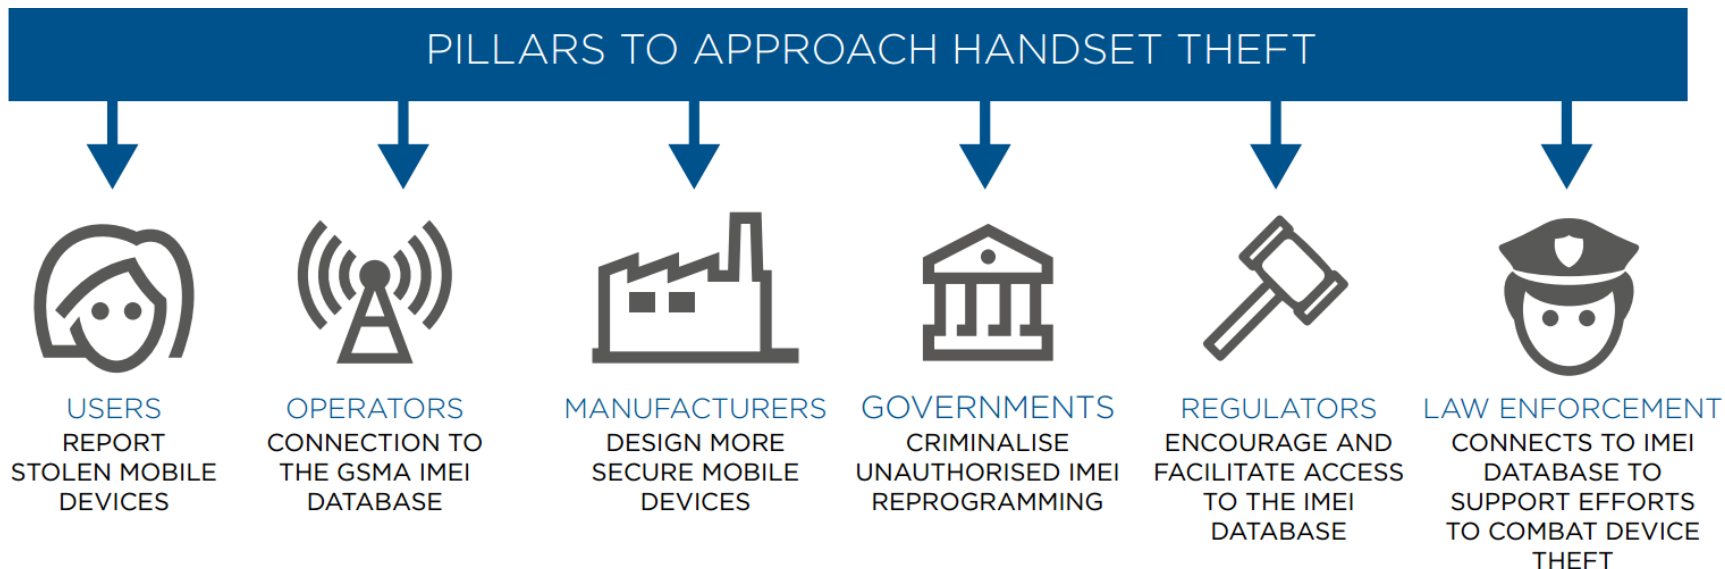 PILLARS TO APPROACH HANDSET THEFT
USERS
REPORT
STOLEN MOBILE
DEVICES
OPERATORS
CONNECTION TO
THE GSMA IMEI
DATABASE
MANUFACTURERS
DESIGN MORE
SECURE MOBILE
DEVICES
GOVERNMENTS
CRIMINALISE
UNAUTHORISED IMEI
REPROGRAMMING
REGULATORS
ENCOURAGE AND
FACILITATE ACCESS
TO THE IMEI
DATABASE
LAW ENFORCEMENT
CONNECTS TO IMEI
DATABASE TO
SUPPORT EFFORTS
TO COMBAT DEVICE
THEFT